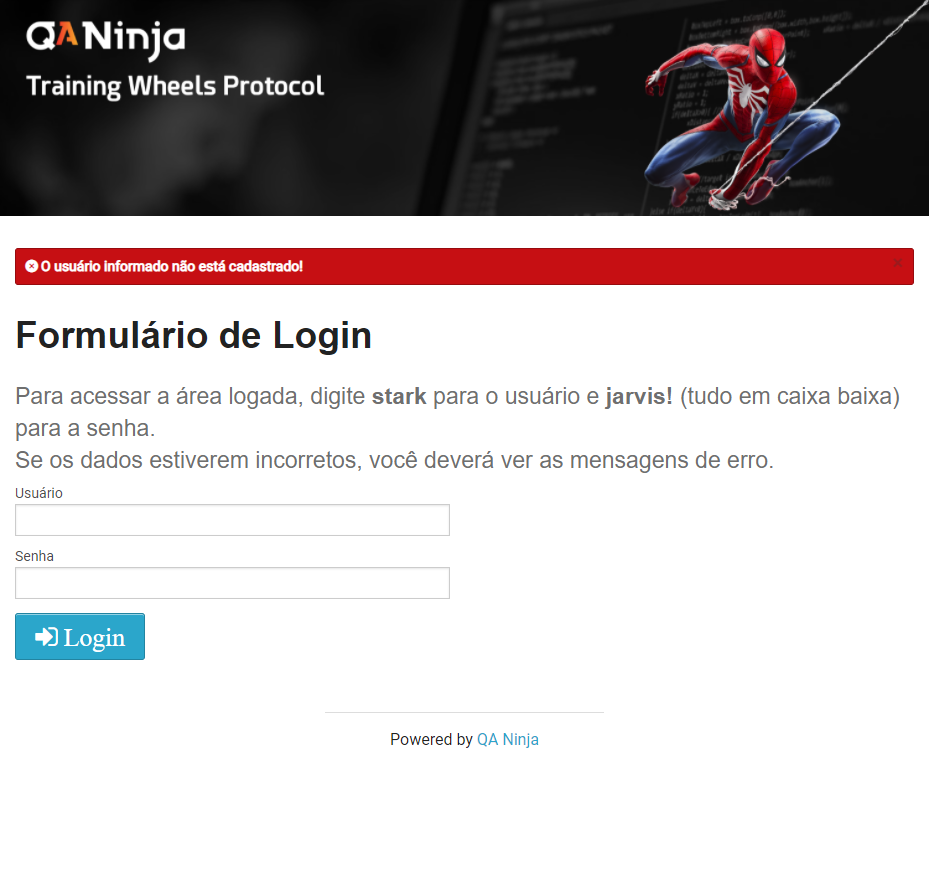 QANinja
Training Wheels Protocol
O usuário informado não está cadastrado!
×
Formulário de Login
Para acessar a área logada, digite stark para o usuário e jarvis! (tudo em caixa baixa)
para a senha.
Se os dados estiverem incorretos, você deverá ver as mensagens de erro.
Usuário
Senha
Login
Powered by QA Ninja